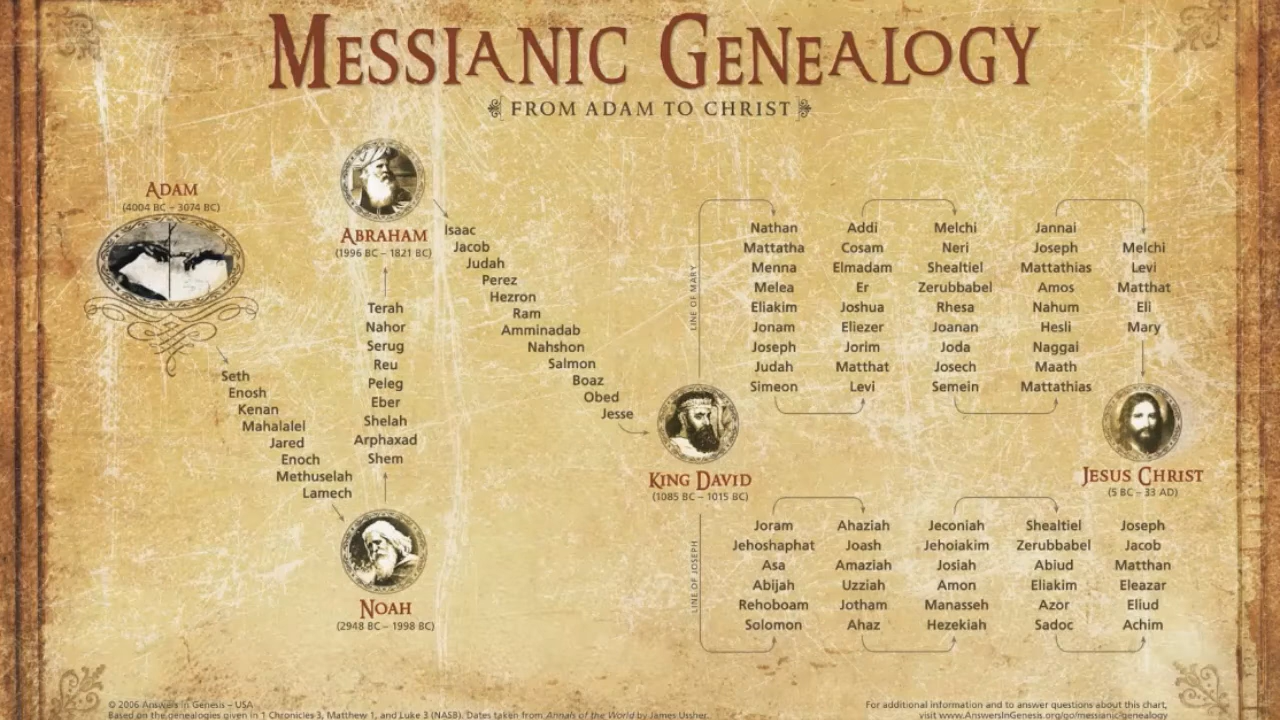 MESSIANIC GENEALOGY
FROM ADAM TO CHRIST
ADAM
(4004 BC – 3074 BC)
Seth
Enosh
Kenan
Mahalalel
Jared
Enoch
Methuselah
Lamech
NOAH
(2948 BC – 1998 BC)
Shem
Arphaxad
Shelah
Eber
Peleg
Reu
Serug
Nahor
Terah
ABRAHAM
(1996 BC – 1821 BC)
Isaac
Jacob
Judah
Perez
Hezron
Ram
Amminadab
Nahshon
Salmon
Boaz
Obed
Jesse
KING DAVID
(1085 BC – 1015 BC)
LINE OF MARY
Nathan
Mattatha
Menna
Melea
Eliakim
Jonam
Joseph
Judah
Simeon
Levi
Matthat
Jorim
Eliezer
Joshua
Er
Elmadam
Cosam
Addi
Melchi
Neri
Shealtiel
Zerubbabel
Rhesa
Joanan
Joda
Josech
Semein
Mattathias
Maath
Naggai
Hesli
Nahum
Amos
Mattathias
Joseph
Jannai
Melchi
Levi
Matthat
Eli
Mary
LINE OF JOSEPH
Solomon
Rehoboam
Abijah
Asa
Jehoshaphat
Joram
Ahaziah
Joash
Amaziah
Uzziah
Jotham
Ahaz
Hezekiah
Manasseh
Amon
Josiah
Jehoiakim
Jeconiah
Shealtiel
Zerubbabel
Abiud
Eliakim
Azor
Sadoc
Achim
Eliud
Eleazar
Matthan
Jacob
Joseph
JESUS CHRIST
(5 BC – 33 AD)
© 2006 Answers In Genesis – USA
Based on the genealogies given in 1 Chronicles 3, Matthew 1, and Luke 3 (NASB). Dates taken from Annals of the World by James Ussher.
For additional information and to answer questions about this chart,
visit www.AnswersInGenesis.org/go/messianic/genealogy